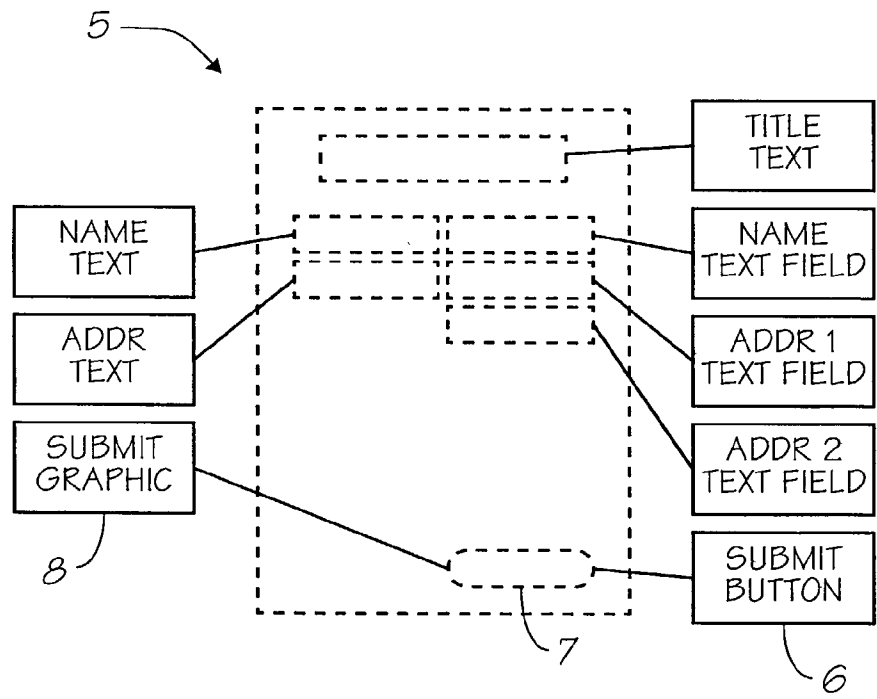 5
TITLE
TEXT
NAME
TEXT
NAME
TEXT FIELD
ADDR
TEXT
ADDR 1
TEXT FIELD
SUBMIT
GRAPHIC
ADDR 2
TEXT FIELD
SUBMIT
BUTTON
8
7
6